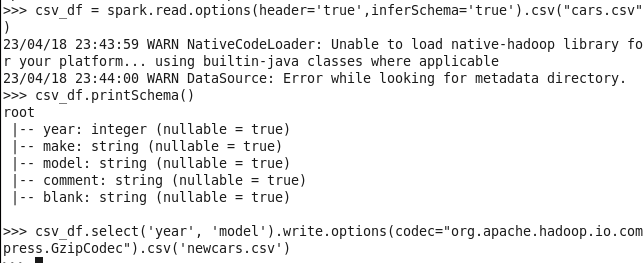 >>> csv_df = spark.read.options(header='true',inferSchema='true').csv("cars.csv"
)
23/04/18 23:43:59 WARN NativeCodeLoader: Unable to load native-hadoop library fo
r your platform... using builtin-java classes where applicable
23/04/18 23:44:00 WARN DataSource: Error while looking for metadata directory.
>>> csv_df.printSchema()
root
 |-- year: integer (nullable = true)
 |-- make: string (nullable = true)
 |-- model: string (nullable = true)
 |-- comment: string (nullable = true)
 |-- blank: string (nullable = true)
>>> csv_df.select('year', 'model').write.options(codec="org.apache.hadoop.io.com
press.GzipCodec").csv('newcars.csv')
>>>